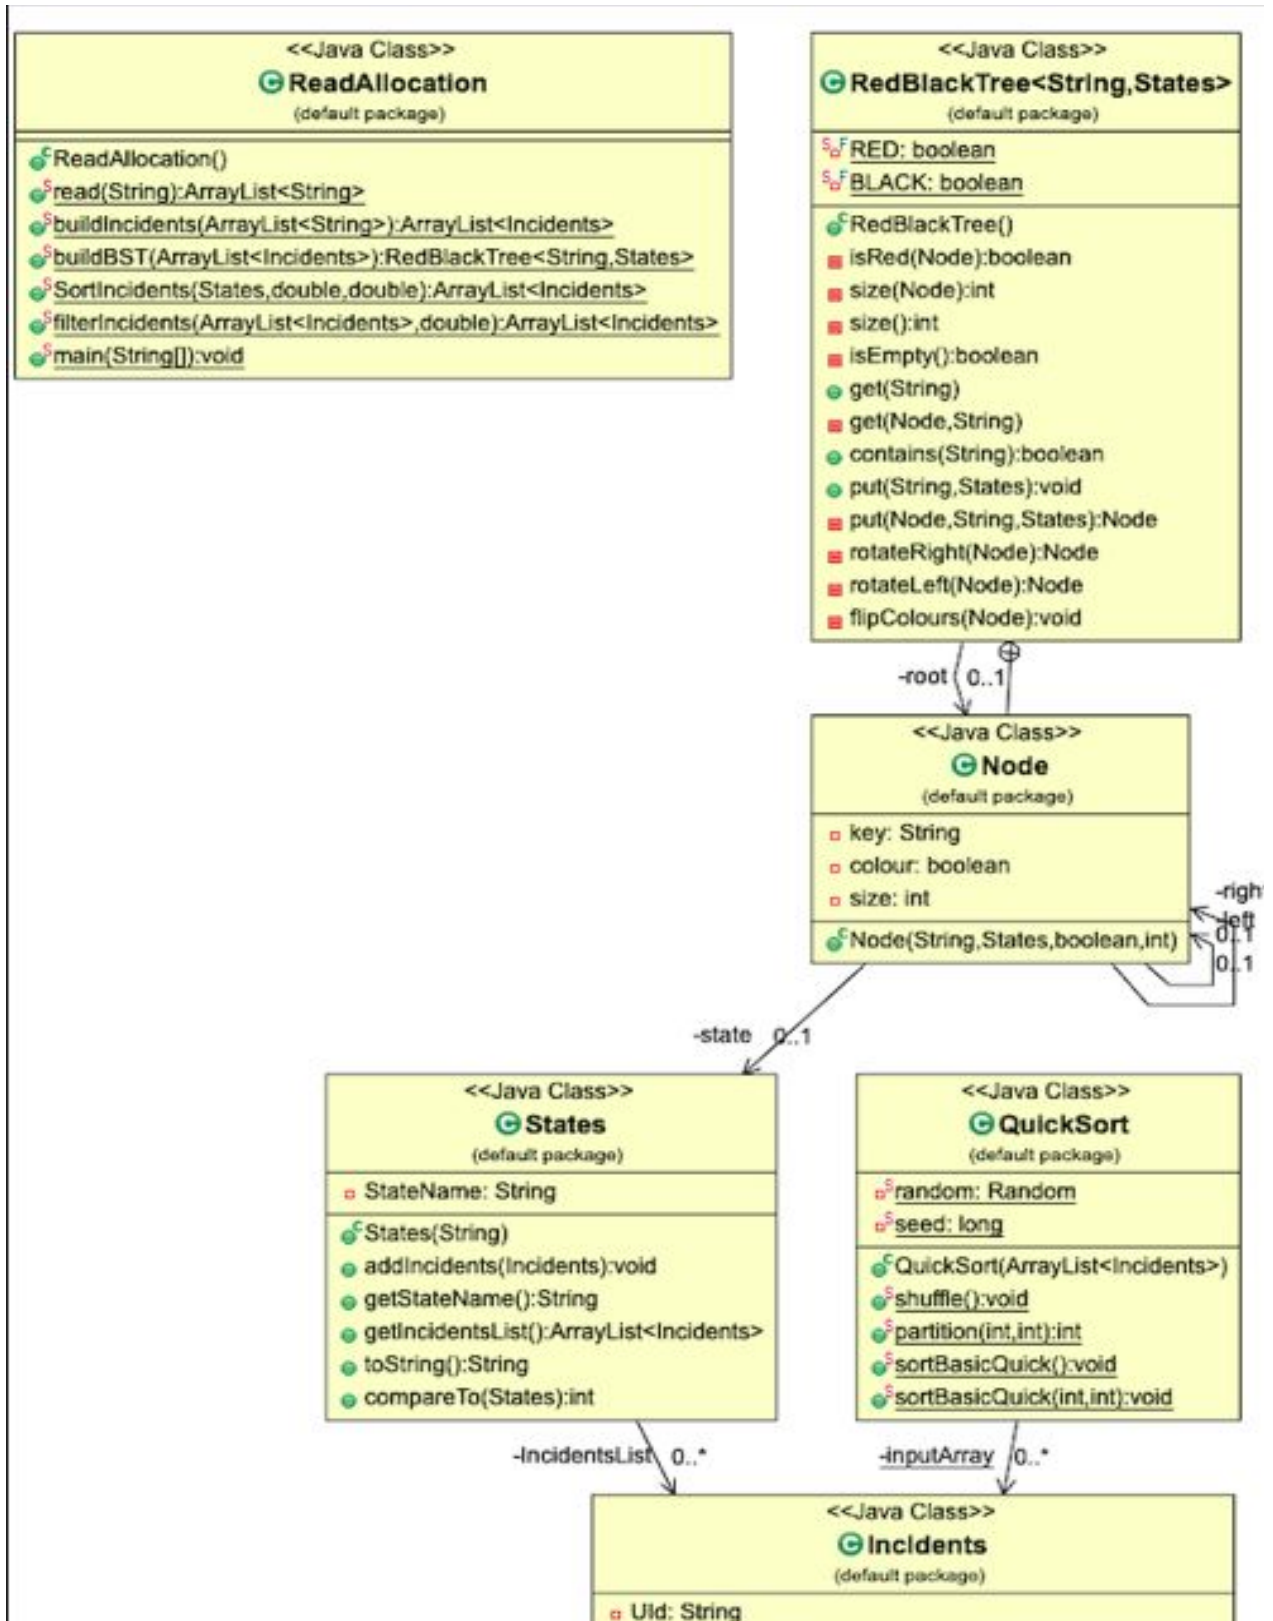 <<Java Class>>
ReadAllocation
(default package)
ReadAllocation()
read(String):ArrayList<String>
buildIncidents(ArrayList<String>):ArrayList<Incidents>
buildBST(ArrayList<Incidents>):RedBlackTree<String,States>
SortIncidents(States,double,double):ArrayList<Incidents>
filterIncidents(ArrayList<Incidents>,double):ArrayList<Incidents>
main(String[]):void
<<Java Class>>
RedBlackTree<String,States>
(default package)
RED: boolean
BLACK: boolean
RedBlackTree()
isRed(Node):boolean
size(Node):int
size():int
isEmpty():boolean
get(String)
get(Node,String)
contains(String):boolean
put(String,States):void
put(Node,String,States):Node
rotateRight(Node):Node
rotateLeft(Node):Node
flipColours(Node):void
-root 0..1
<<Java Class>>
Node
(default package)
key: String
colour: boolean
size: int
Node(String,States,boolean,int)
-right
-left
0..1
0..1
-state 0..1
<<Java Class>>
States
(default package)
StateName: String
States(String)
addIncidents(Incidents):void
getStateName():String
getIncidentsList():ArrayList<Incidents>
toString():String
compareTo(States):int
<<Java Class>>
QuickSort
(default package)
random: Random
seed: long
QuickSort(ArrayList<Incidents>)
shuffle():void
partition(int,int):int
sortBasicQuick():void
sortBasicQuick(int,int):void
-IncidentsList 0..*
-inputArray 0..*
<<Java Class>>
Incidents
(default package)
UId: String